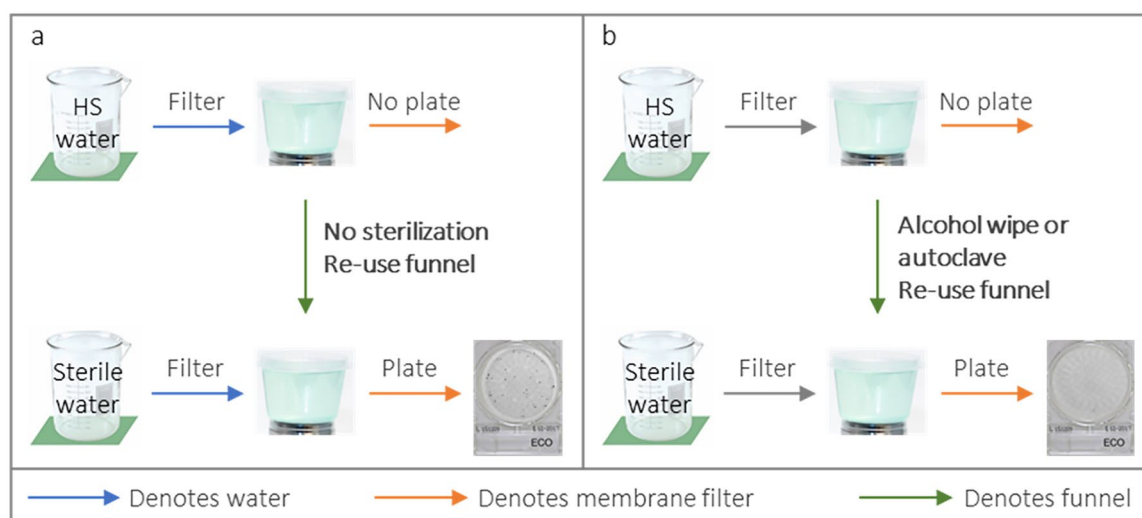 a
HS
water
Filter
No plate
No sterilization
Re-use funnel
Sterile
water
Filter
Plate
ECO
b
HS
water
Filter
No plate
Alcohol wipe or
autoclave
Re-use funnel
Sterile
water
Filter
Plate
ECO
Denotes water
Denotes membrane filter
Denotes funnel